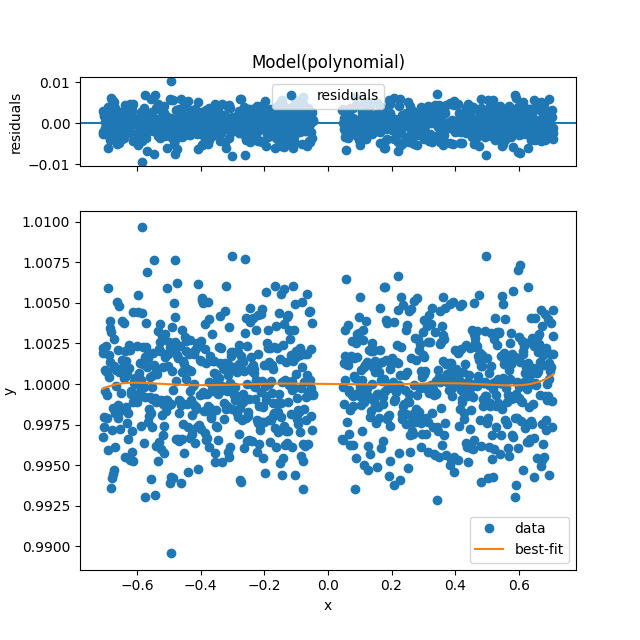 Model(polynomial)
0.01
0.00
−0.01
residuals
residuals
1.0100
1.0075
1.0050
1.0025
1.0000
0.9975
0.9950
0.9925
0.9900
y
data
best-fit
−0.6 −0.4 −0.2 0.0 0.2 0.4 0.6
x